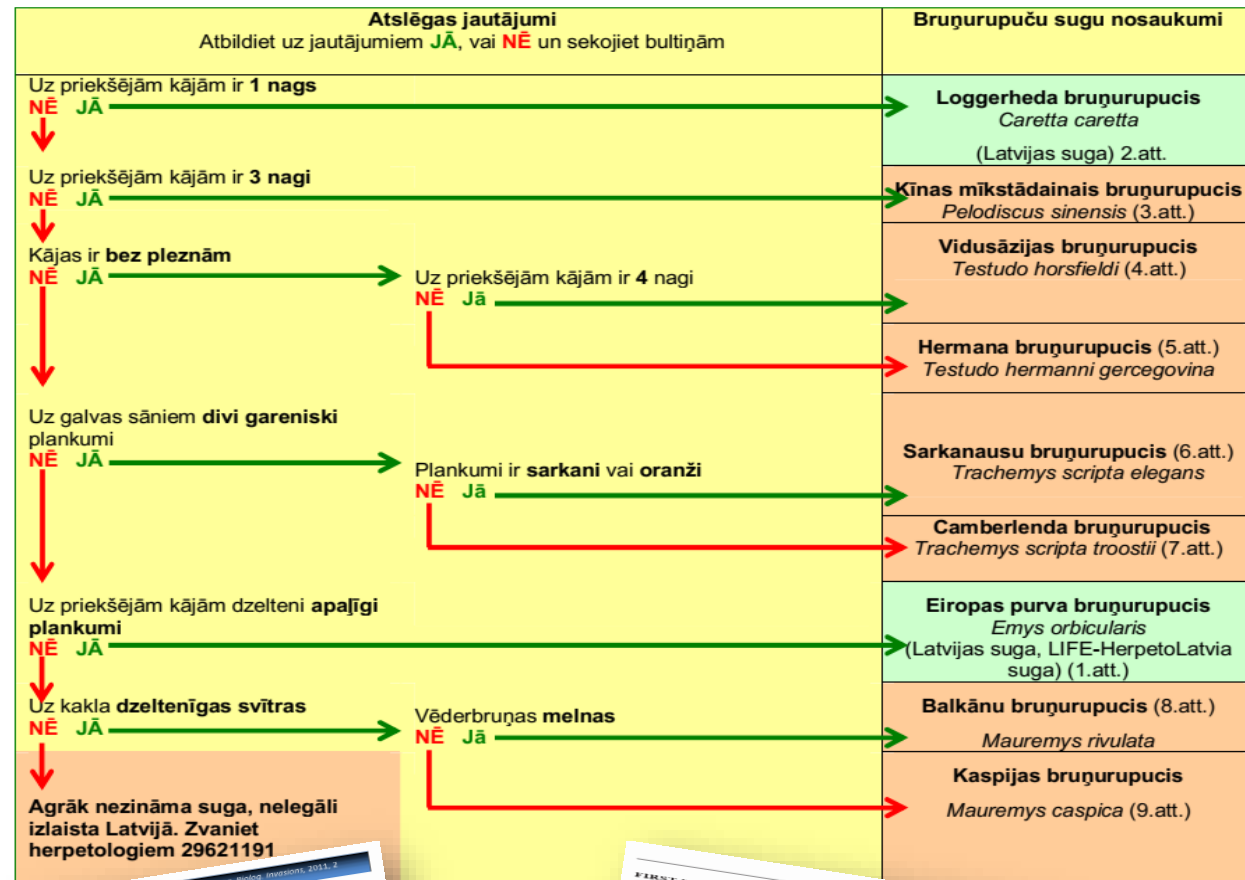 Atslēgas jautājumi
Atbildiet uz jautājumiem JĀ, vai NĒ un sekojiet bultiņām
Bruņurupuču sugu nosaukumi
Uz priekšējām kājām ir 1 nags
NĒ JĀ
Loggerheda bruņurupucis
Caretta caretta
(Latvijas suga) 2.att.
Uz priekšējām kājām ir 3 nagi
NĒ JĀ
Kīnas mīkstādainais bruņurupucis
Pelodiscus sinensis (3.att.)
Kājas ir bez pleznām
NĒ JĀ
Uz priekšējām kājām ir 4 nagi
NĒ Jā
Vidusāzijas bruņurupucis
Testudo horsfieldi (4.att.)
Hermana bruņurupucis (5.att.)
Testudo hermanni gercegovina
Uz galvas sāniem divi gareniski
plankumi
NĒ JĀ
Plankumi ir sarkani vai oranži
NĒ Jā
Sarkanausu bruņurupucis (6.att.)
Trachemys scripta elegans
Camberlenda bruņurupucis
Trachemys scripta troostii (7.att.)
Uz priekšējām kājām dzelteni apaļīgi
plankumi
NĒ JĀ
Eiropas purva bruņurupucis
Emys orbicularis
(Latvijas suga, LIFE-HerpetoLatvia
suga) (1.att.)
Uz kakla dzeltenīgas svītras
NĒ JĀ
Vēderbruņas melnas
NĒ Jā
Balkānu bruņurupucis (8.att.)
Mauremys rivulata
Kaspijas bruņurupucis
Mauremys caspica (9.att.)
Agrāk nezināma suga, nelegāli
izlaista Latvijā. Zvaniet
herpetologiem 29621191
Biolog. Invasions, 2011, 2
FIRST